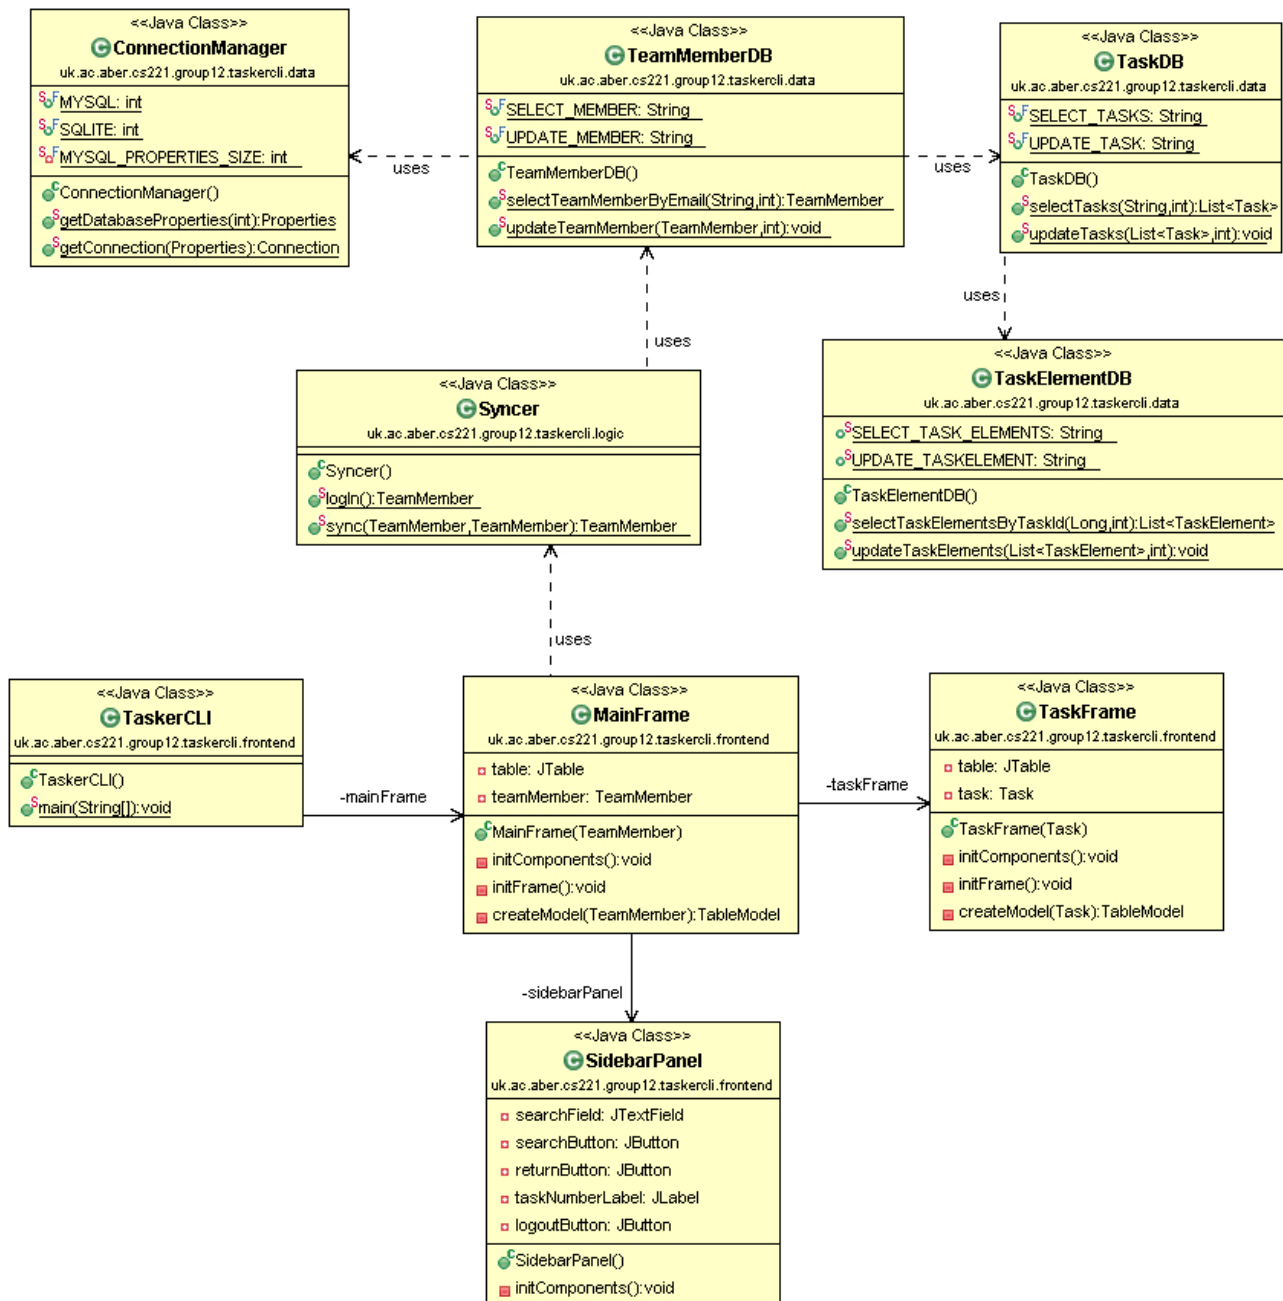 <<Java Class>>
ConnectionManager
uk.ac.aber.cs221.group12.taskercli.data
MYSQL: int
SQLITE: int
MYSQL_PROPERTIES_SIZE: int
ConnectionManager()
getDatabaseProperties(int):Properties
getConnection(Properties):Connection
uses
<<Java Class>>
TeamMemberDB
uk.ac.aber.cs221.group12.taskercli.data
SELECT_MEMBER: String
UPDATE_MEMBER: String
TeamMemberDB()
selectTeamMemberByEmail(String,int):TeamMember
updateTeamMember(TeamMember,int):void
uses
<<Java Class>>
TaskDB
uk.ac.aber.cs221.group12.taskercli.data
SELECT_TASKS: String
UPDATE_TASK: String
TaskDB()
selectTasks(String,int):List<Task>
updateTasks(List<Task>,int):void
uses
uses
<<Java Class>>
TaskElementDB
uk.ac.aber.cs221.group12.taskercli.data
SELECT_TASK_ELEMENTS: String
UPDATE_TASKELEMENT: String
TaskElementDB()
selectTaskElementsByTaskId(Long,int):List<TaskElement>
updateTaskElements(List<TaskElement>,int):void
<<Java Class>>
Syncer
uk.ac.aber.cs221.group12.taskercli.logic
Syncer()
logIn():TeamMember
sync(TeamMember,TeamMember):TeamMember
uses
<<Java Class>>
TaskerCLI
uk.ac.aber.cs221.group12.taskercli.frontend
TaskerCLI()
main(String[]):void
-mainFrame
<<Java Class>>
MainFrame
uk.ac.aber.cs221.group12.taskercli.frontend
table: JTable
teamMember: TeamMember
MainFrame(TeamMember)
initComponents():void
initFrame():void
createModel(TeamMember):TableModel
-taskFrame
<<Java Class>>
TaskFrame
uk.ac.aber.cs221.group12.taskercli.frontend
table: JTable
task: Task
TaskFrame(Task)
initComponents():void
initFrame():void
createModel(Task):TableModel
-sidebarPanel
<<Java Class>>
SidebarPanel
uk.ac.aber.cs221.group12.taskercli.frontend
searchField: JTextField
searchButton: JButton
returnButton: JButton
taskNumberLabel: JLabel
logoutButton: JButton
SidebarPanel()
initComponents():void